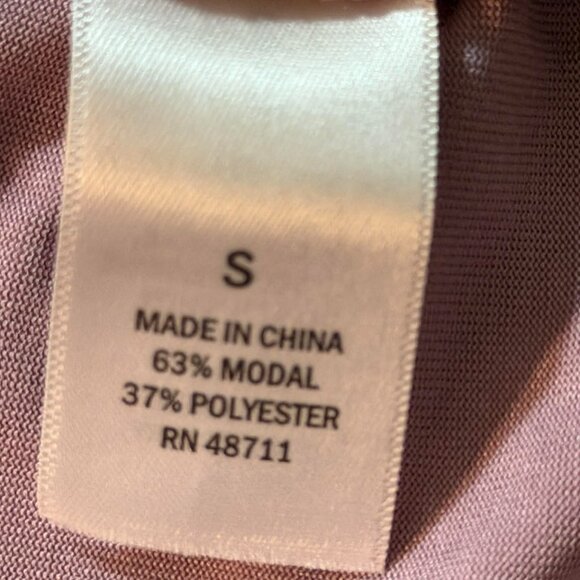 S
MADE IN CHINA
63% MODAL
37% POLYESTER
RN 48711